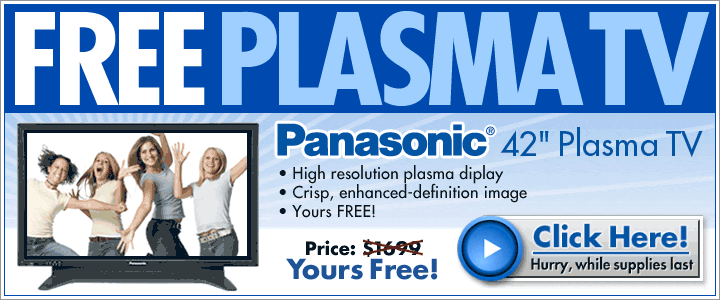 FREE PLASMA TV
Panasonic® 42" Plasma TV
• High resolution plasma diplay
• Crisp, enhanced-definition image
• Yours FREE!
Price: $1699
Yours Free!
Click Here!
Hurry, while supplies last
Panasonic